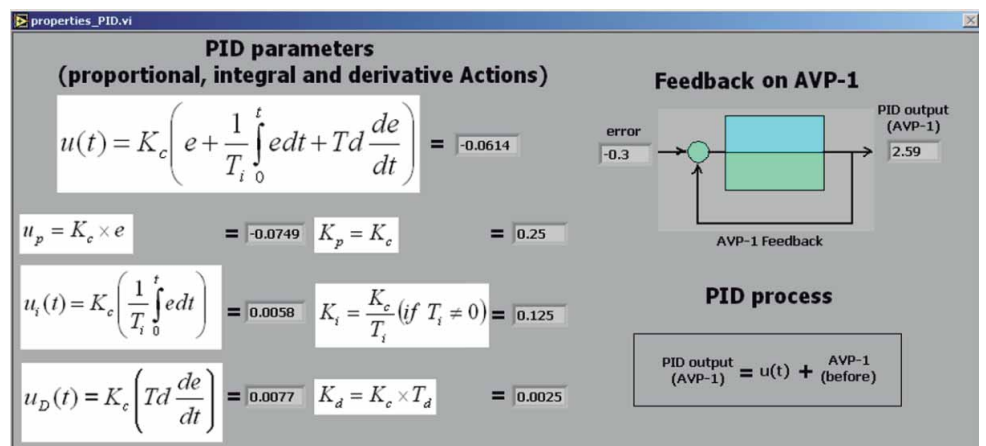 properties_PID.vi
PID parameters
(proportional, integral and derivative Actions)
u(t) = K_c ( e + 1/T_i ∫_0^t edt + Td de/dt ) = -0.0614
u_p = K_c × e = -0.0749 K_p = K_c = 0.25
u_i(t) = K_c ( 1/T_i ∫_0^t edt ) = 0.0058 K_i = K_c/T_i (if T_i ≠ 0) = 0.125
u_D(t) = K_c ( Td de/dt ) = 0.0077 K_d = K_c × T_d = 0.0025
Feedback on AVP-1
error
-0.3
PID output
(AVP-1)
2.59
AVP-1 Feedback
PID process
PID output (AVP-1) = u(t) + AVP-1 (before)